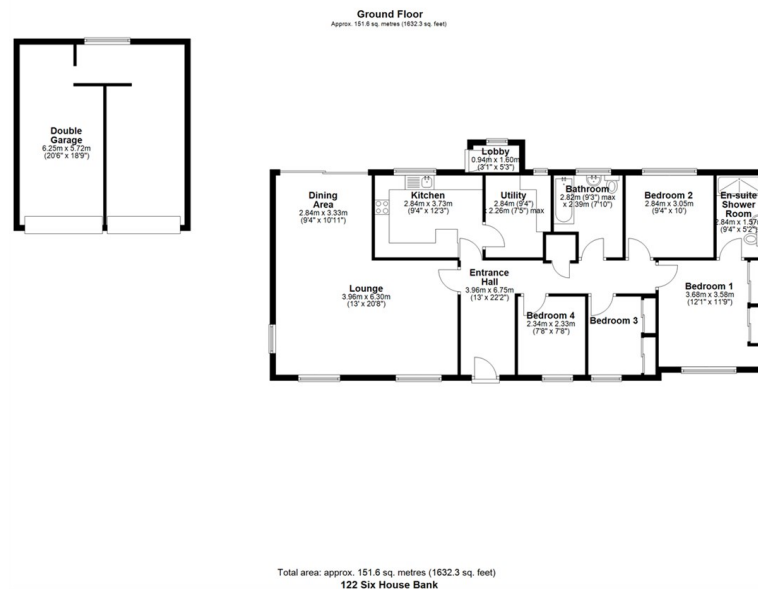 Ground Floor
Approx. 151.6 sq. metres (1632.3 sq. feet)
Double
Garage
6.25m x 5.72m
(20'6" x 18'9")
Lobby
0.94m x 1.60m
(3'1" x 5'3")
Dining
Area
2.84m x 3.33m
(9'4" x 10'11")
Kitchen
2.84m x 3.73m
(9'4" x 12'3")
Utility
2.84m (9'4")
x 2.26m (7'5") max
Bathroom
2.82m (9'3") max
x 2.39m (7'10")
Bedroom 2
2.84m x 3.05m
(9'4" x 10')
En-suite
Shower
Room
2.84m x 1.57m
(9'4" x 5'2")
Lounge
3.96m x 6.30m
(13' x 20'8")
Entrance
Hall
3.96m x 6.75m
(13' x 22'2")
Bedroom 4
2.34m x 2.33m
(7'8" x 7'8")
Bedroom 3
Bedroom 1
3.68m x 3.58m
(12'1" x 11'9")
Total area: approx. 151.6 sq. metres (1632.3 sq. feet)
122 Six House Bank